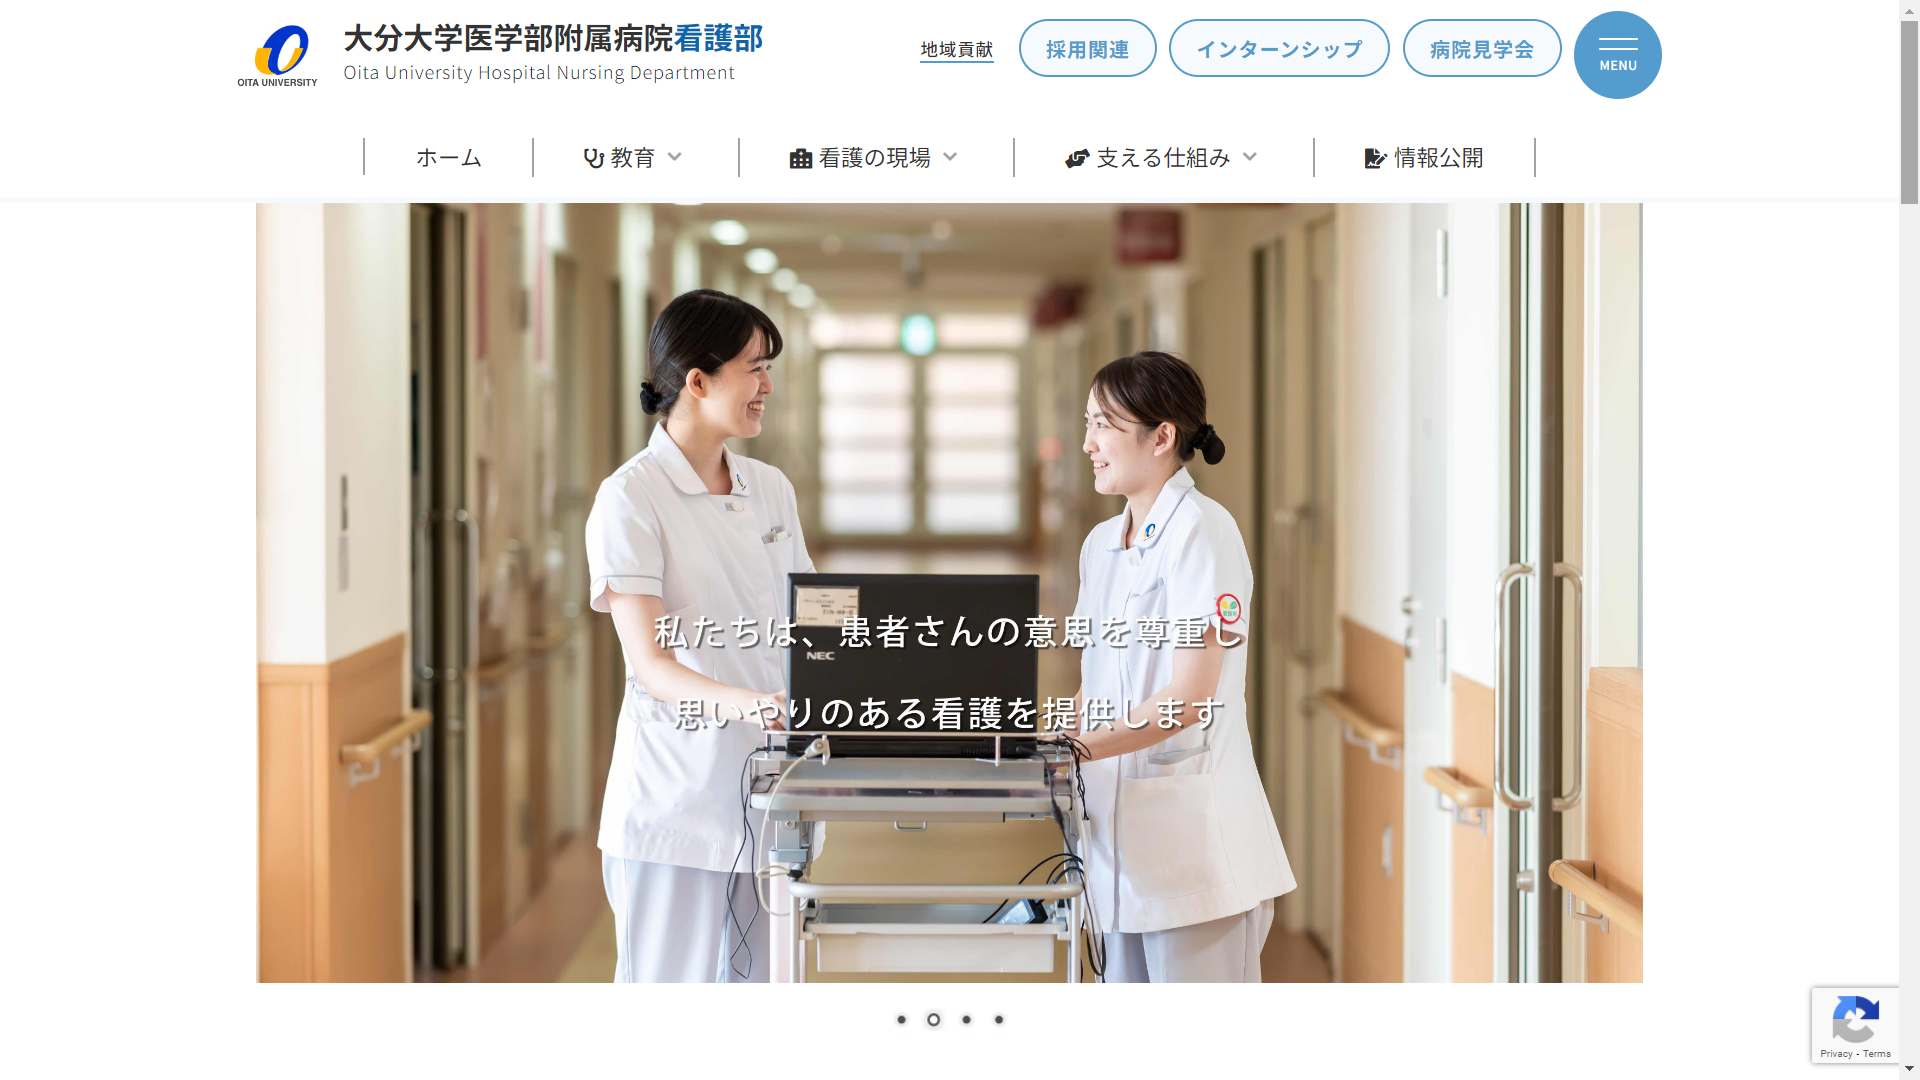 大分大学医学部附属病院看護部
Oita University Hospital Nursing Department
OITA UNIVERSITY
地域貢献
採用関連
インターンシップ
病院見学会
MENU
ホーム
教育
看護の現場
支える仕組み
情報公開
私たちは、患者さんの意思を尊重し
NEC
思いやりのある看護を提供します
Privacy - Terms